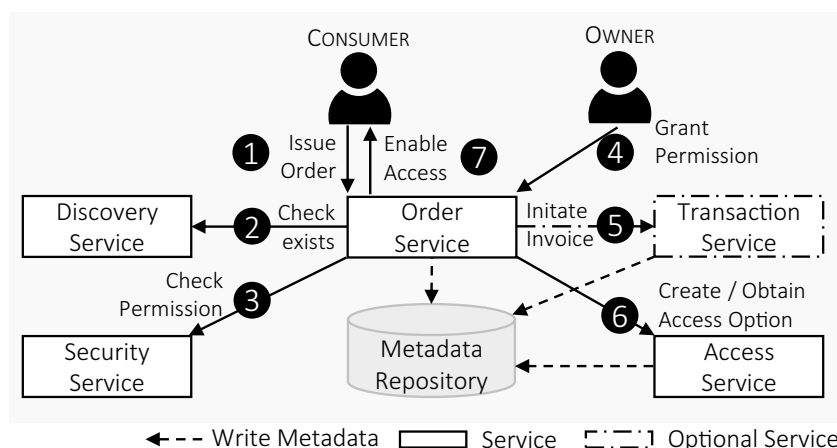 CONSUMER
OWNER
1
Issue
Order
Enable
Access
7
4
Grant
Permission
Discovery
Service
2
Check
exists
Order
Service
Initate
Invoice
5
Transaction
Service
Check
Permission
3
6
Create / Obtain
Access Option
Security
Service
Metadata
Repository
Access
Service
Write Metadata
Service
Optional Service